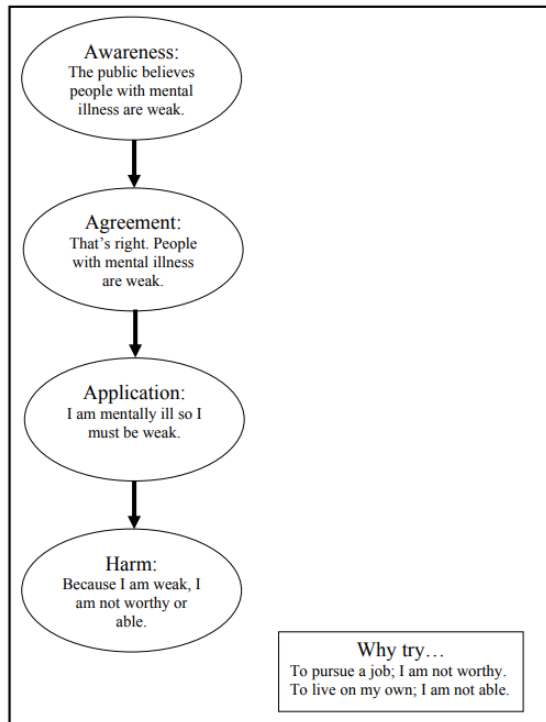 Awareness:
The public believes
people with mental
illness are weak.
Agreement:
That’s right. People
with mental illness
are weak.
Application:
I am mentally ill so I
must be weak.
Harm:
Because I am weak, I
am not worthy or
able.
Why try…
To pursue a job; I am not worthy.
To live on my own; I am not able.